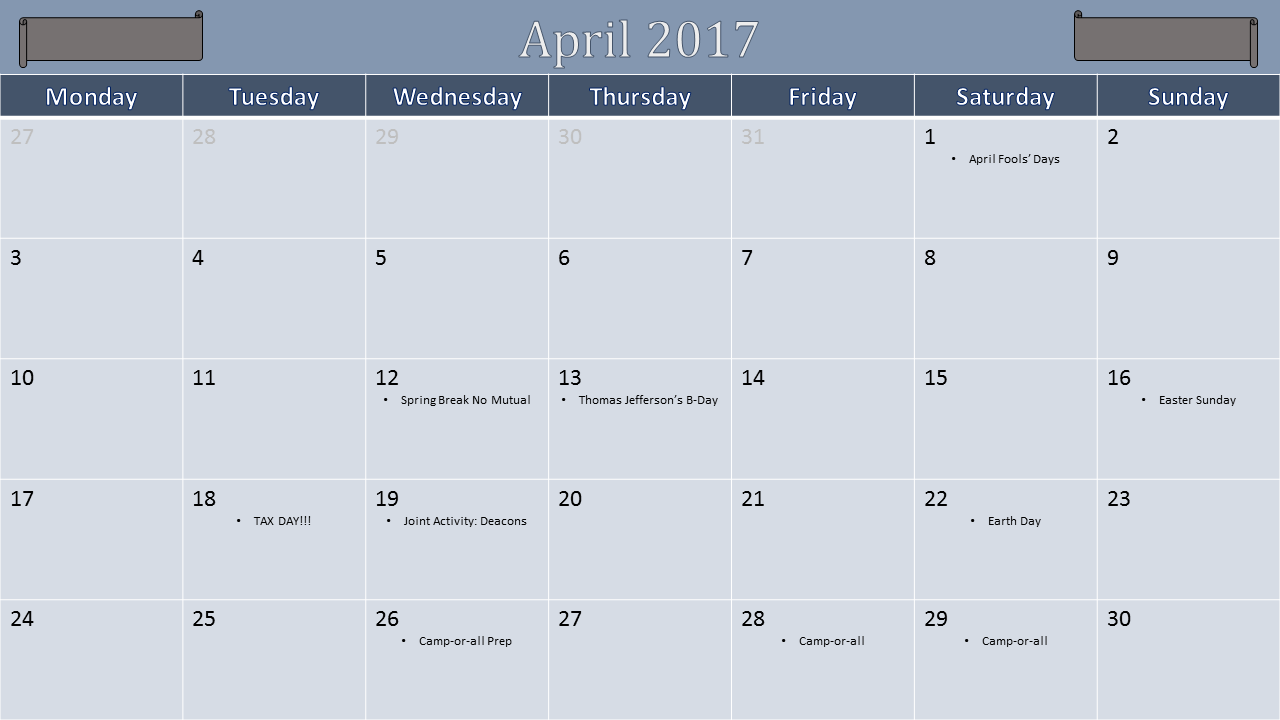 April 2017
Monday Tuesday Wednesday Thursday Friday Saturday Sunday
27 28 29 30 31 1 2
• April Fools’ Days
3 4 5 6 7 8 9
10 11 12 13 14 15 16
• Spring Break No Mutual • Thomas Jefferson’s B-Day • Easter Sunday
17 18 19 20 21 22 23
• TAX DAY!!! • Joint Activity: Deacons • Earth Day
24 25 26 27 28 29 30
• Camp-or-all Prep • Camp-or-all • Camp-or-all